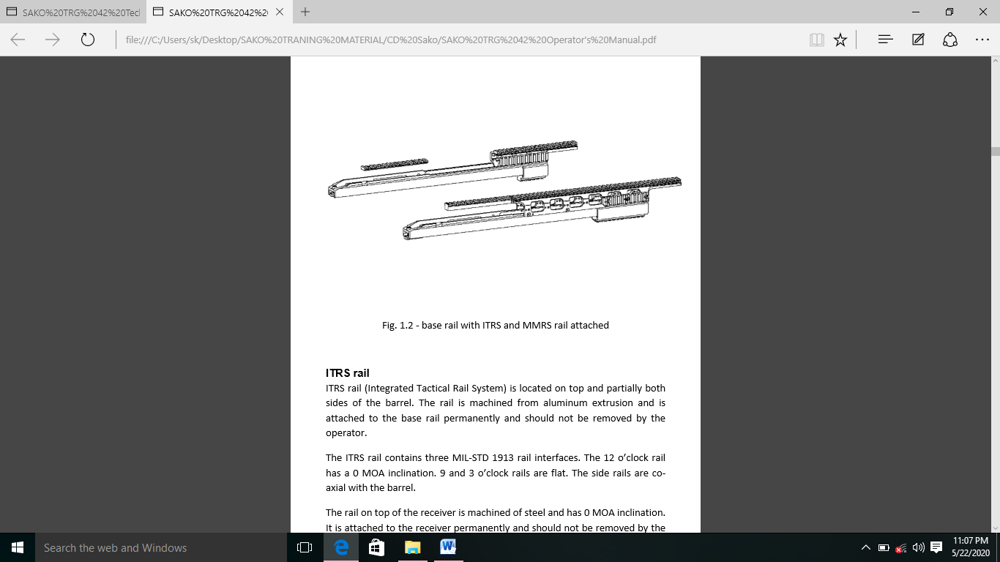 SAKO%20TRG%2042%20Tec
SAKO%20TRG%2042%20
file:///C:/Users/sk/Desktop/SAKO%20TRANING%20MATERIAL/CD%20Sako/SAKO%20TRG%2042%20Operator's%20Manual.pdf
Fig. 1.2 - base rail with ITRS and MMRS rail attached
ITRS rail
ITRS rail (Integrated Tactical Rail System) is located on top and partially both
sides of the barrel. The rail is machined from aluminum extrusion and is
attached to the base rail permanently and should not be removed by the
operator.
The ITRS rail contains three MIL-STD 1913 rail interfaces. The 12 o’clock rail
has a 0 MOA inclination. 9 and 3 o’clock rails are flat. The side rails are co-
axial with the barrel.
The rail on top of the receiver is machined of steel and has 0 MOA inclination.
It is attached to the receiver permanently and should not be removed by the
Search the web and Windows
11:07 PM
5/22/2020